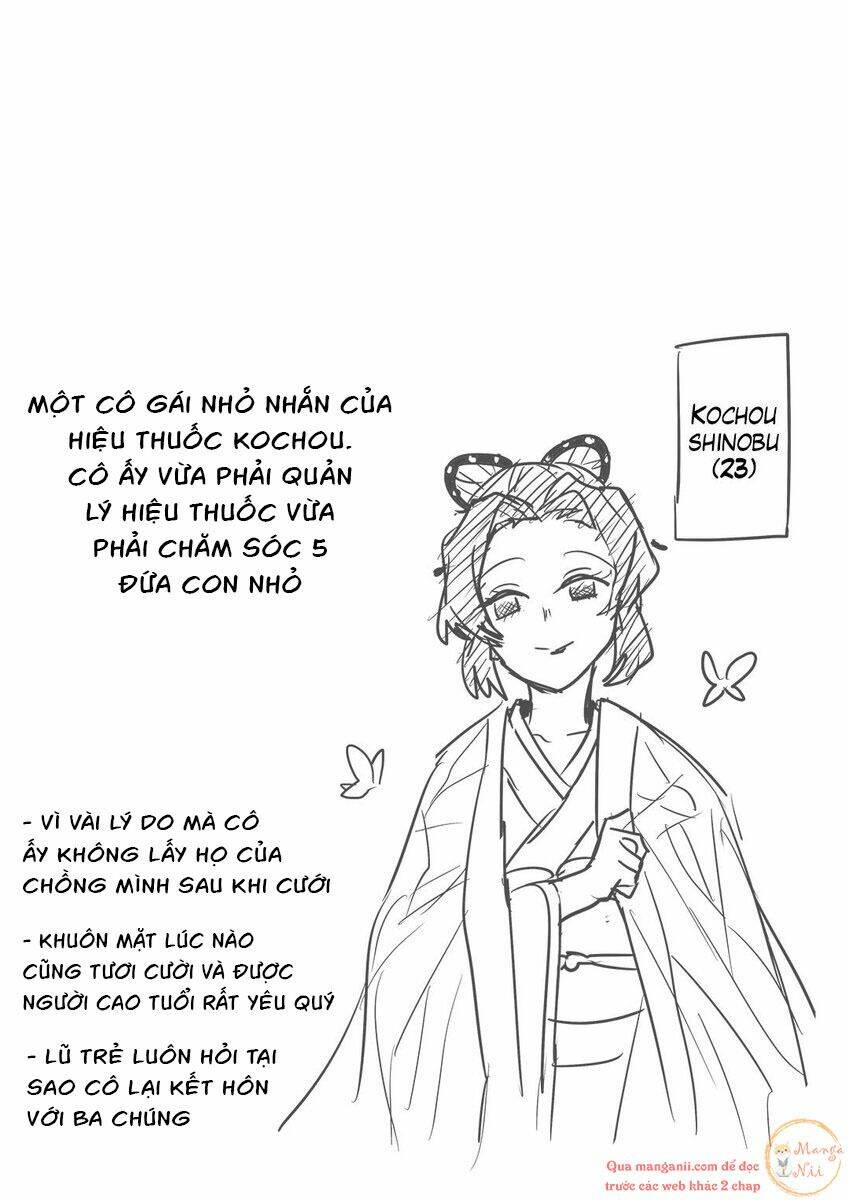 MỘT CÔ GÁI NHỎ NHẮN CỦA
HIỆU THUỐC KOCHOU.
CÔ ẤY VỪA PHẢI QUẢN
LÝ HIỆU THUỐC VỪA
PHẢI CHĂM SÓC 5
ĐỨA CON NHỎ
KOCHOU
SHINOBU
(23)
- VÌ VÀI LÝ DO MÀ CÔ
ẤY KHÔNG LẤY HỌ CỦA
CHỒNG MÌNH SAU KHI CƯỚI
- KHUÔN MẶT LÚC NÀO
CŨNG TƯƠI CƯỜI VÀ ĐƯỢC
NGƯỜI CAO TUỔI RẤT YÊU QUÝ
- LŨ TRẺ LUÔN HỎI TẠI
SAO CÔ LẠI KẾT HÔN
VỚI BA CHÚNG
Qua manganii.com để đọc
trước các web khác 2 chap
Manga
Nii